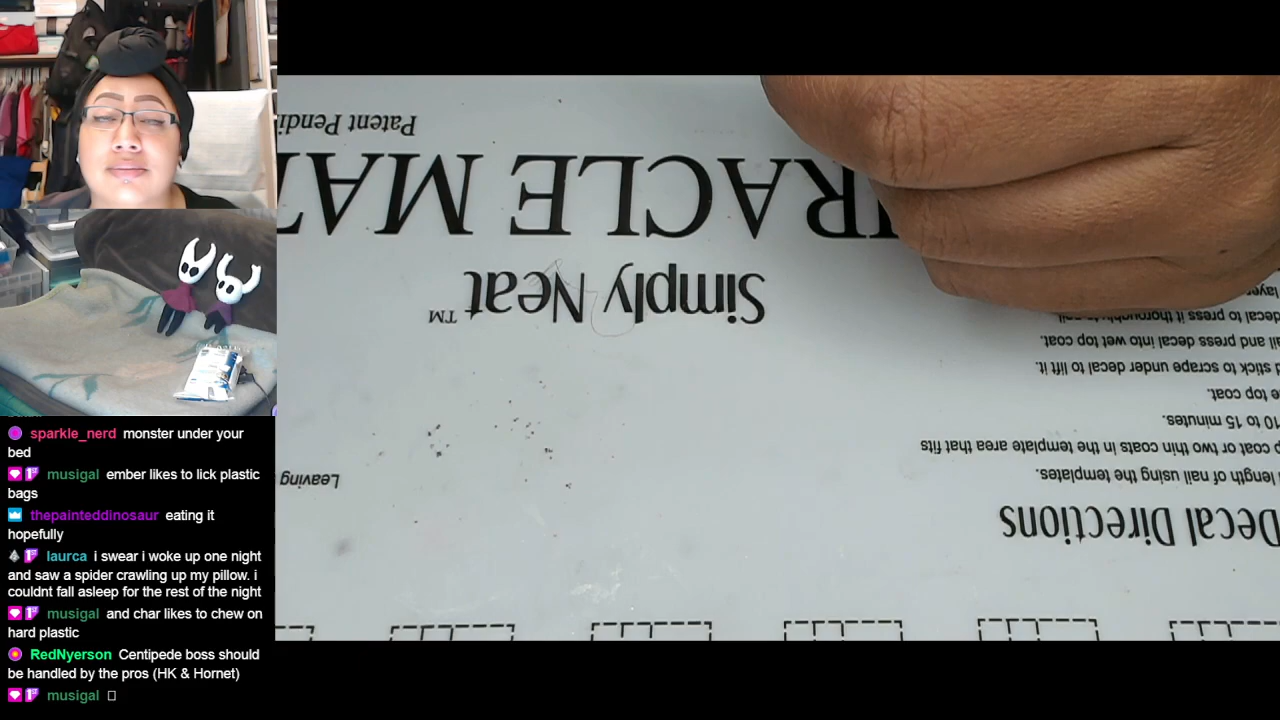 sparkle_nerd monster under your
bed
musigal ember likes to lick plastic
bags
thepainteddinosaur eating it
hopefully
laurca i swear i woke up one night
and saw a spider crawling up my pillow. i
couldnt fall asleep for the rest of the night
musigal and char likes to chew on
hard plastic
RedNyerson Centipede boss should
be handled by the pros (HK & Hornet)
musigal
Decal Directions
length of nail using the templates.
coat or two thin coats in the template area that fits
10 to 15 minutes.
top coat.
stick to scrape under decal to lift it.
and press decal into wet top coat.
decal to press it thoroughly to
layer
Leaving
Simply Neat™
RACLE MAT
Patent Pendi